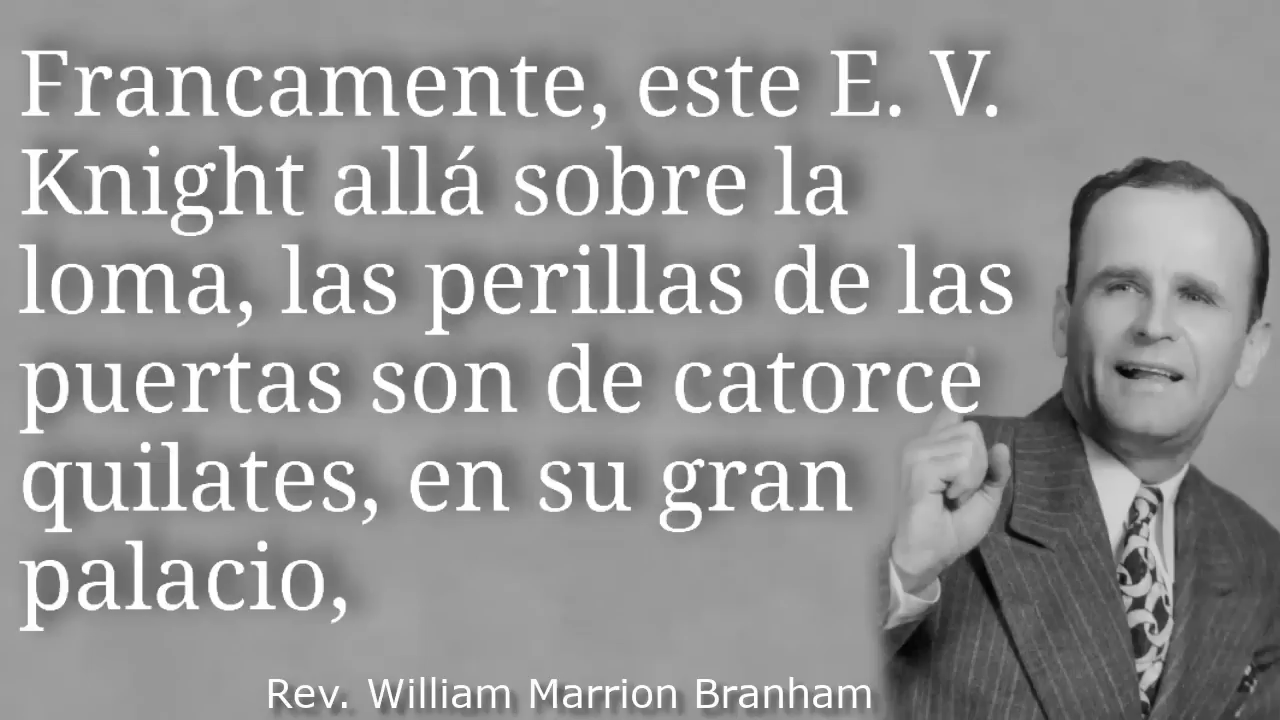 Francamente, este E. V.
Knight allá sobre la
loma, las perillas de las
puertas son de catorce
quilates, en su gran
palacio,
Rev. William Marrion Branham